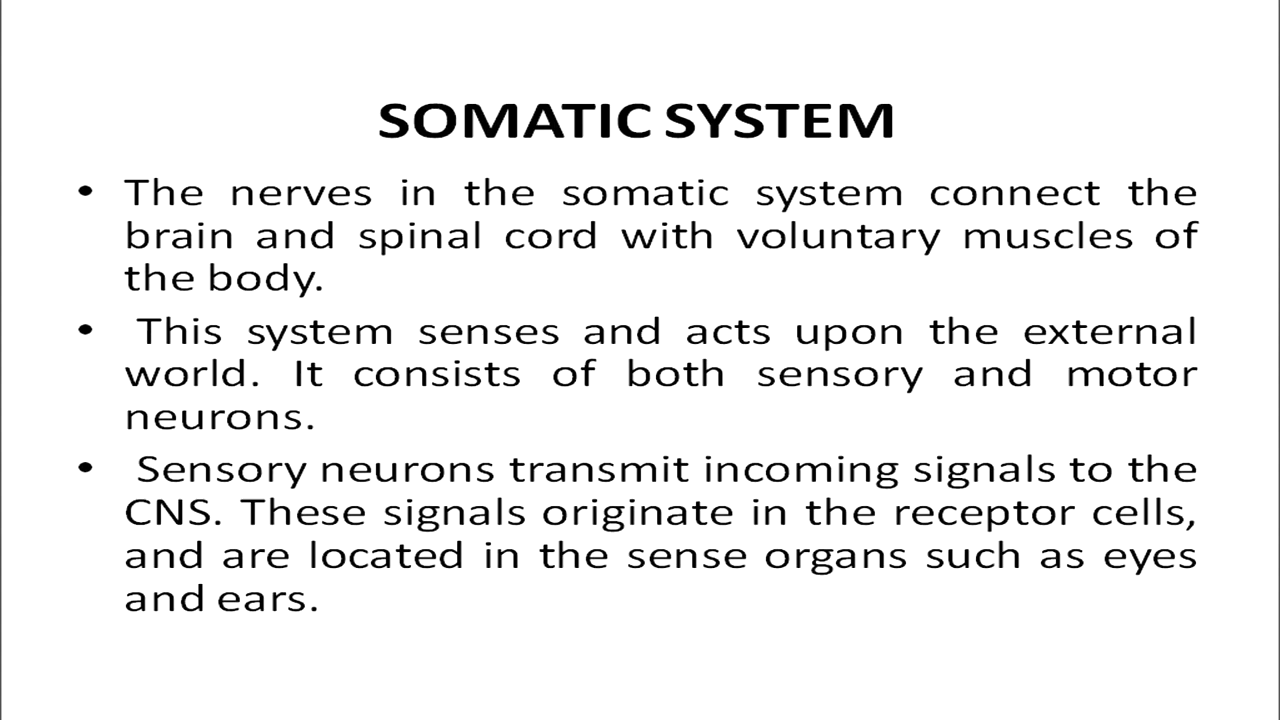 SOMATIC SYSTEM
• The nerves in the somatic system connect the
brain and spinal cord with voluntary muscles of
the body.
• This system senses and acts upon the external
world. It consists of both sensory and motor
neurons.
• Sensory neurons transmit incoming signals to the
CNS. These signals originate in the receptor cells,
and are located in the sense organs such as eyes
and ears.